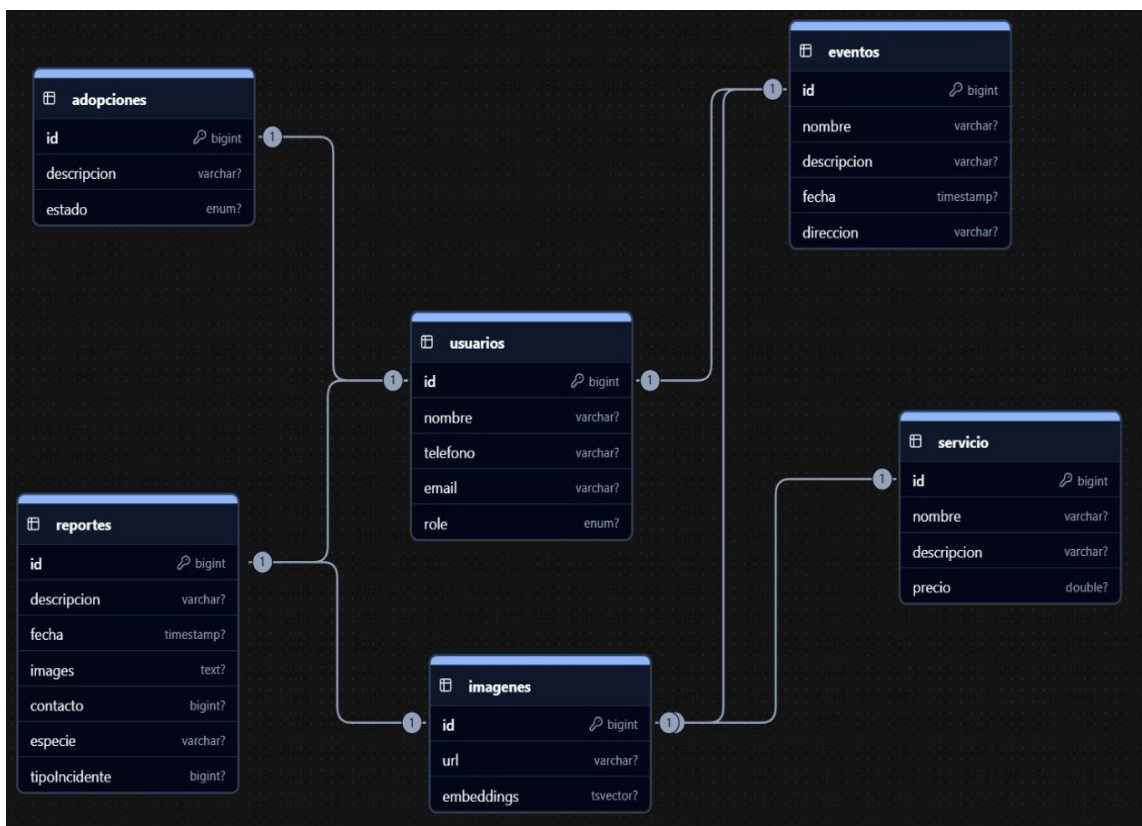 adopciones
id bigint
descripcion varchar?
estado enum?
eventos
id bigint
nombre varchar?
descripcion varchar?
fecha timestamp?
direccion varchar?
usuarios
id bigint
nombre varchar?
telefono varchar?
email varchar?
role enum?
servicio
id bigint
nombre varchar?
descripcion varchar?
precio double?
reportes
id bigint
descripcion varchar?
fecha timestamp?
images text?
contacto bigint?
especie varchar?
tipoIncidente bigint?
imagenes
id bigint
url varchar?
embeddings tsvector?
1
1
1
1
1
1
1
1